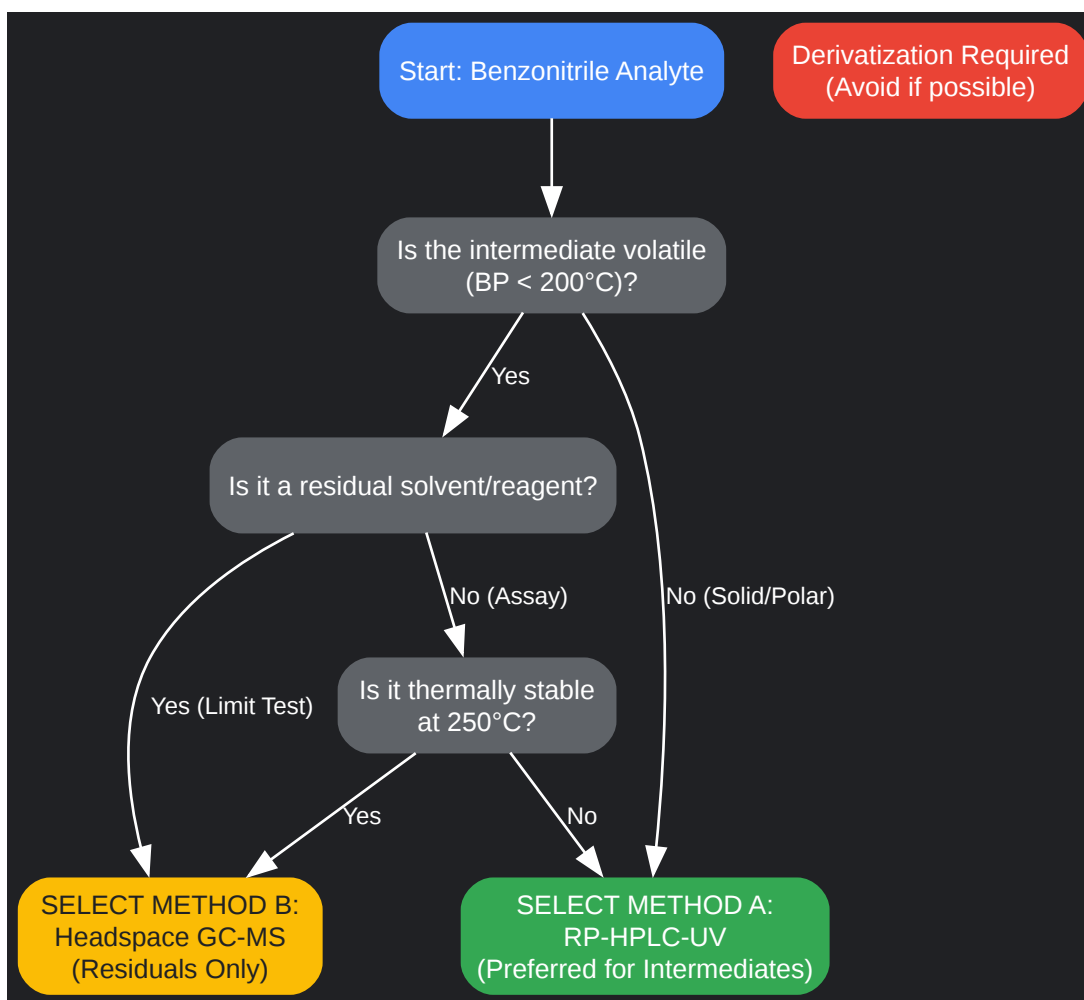 Start: Benzonitrile Analyte
Derivatization Required
(Avoid if possible)
Is the intermediate volatile
(BP < 200°C)?
Yes
Is it a residual solvent/reagent?
No (Assay)
No (Solid/Polar)
Is it thermally stable
at 250°C?
Yes (Limit Test)
Yes
No
SELECT METHOD B:
Headspace GC-MS
(Residuals Only)
SELECT METHOD A:
RP-HPLC-UV
(Preferred for Intermediates)